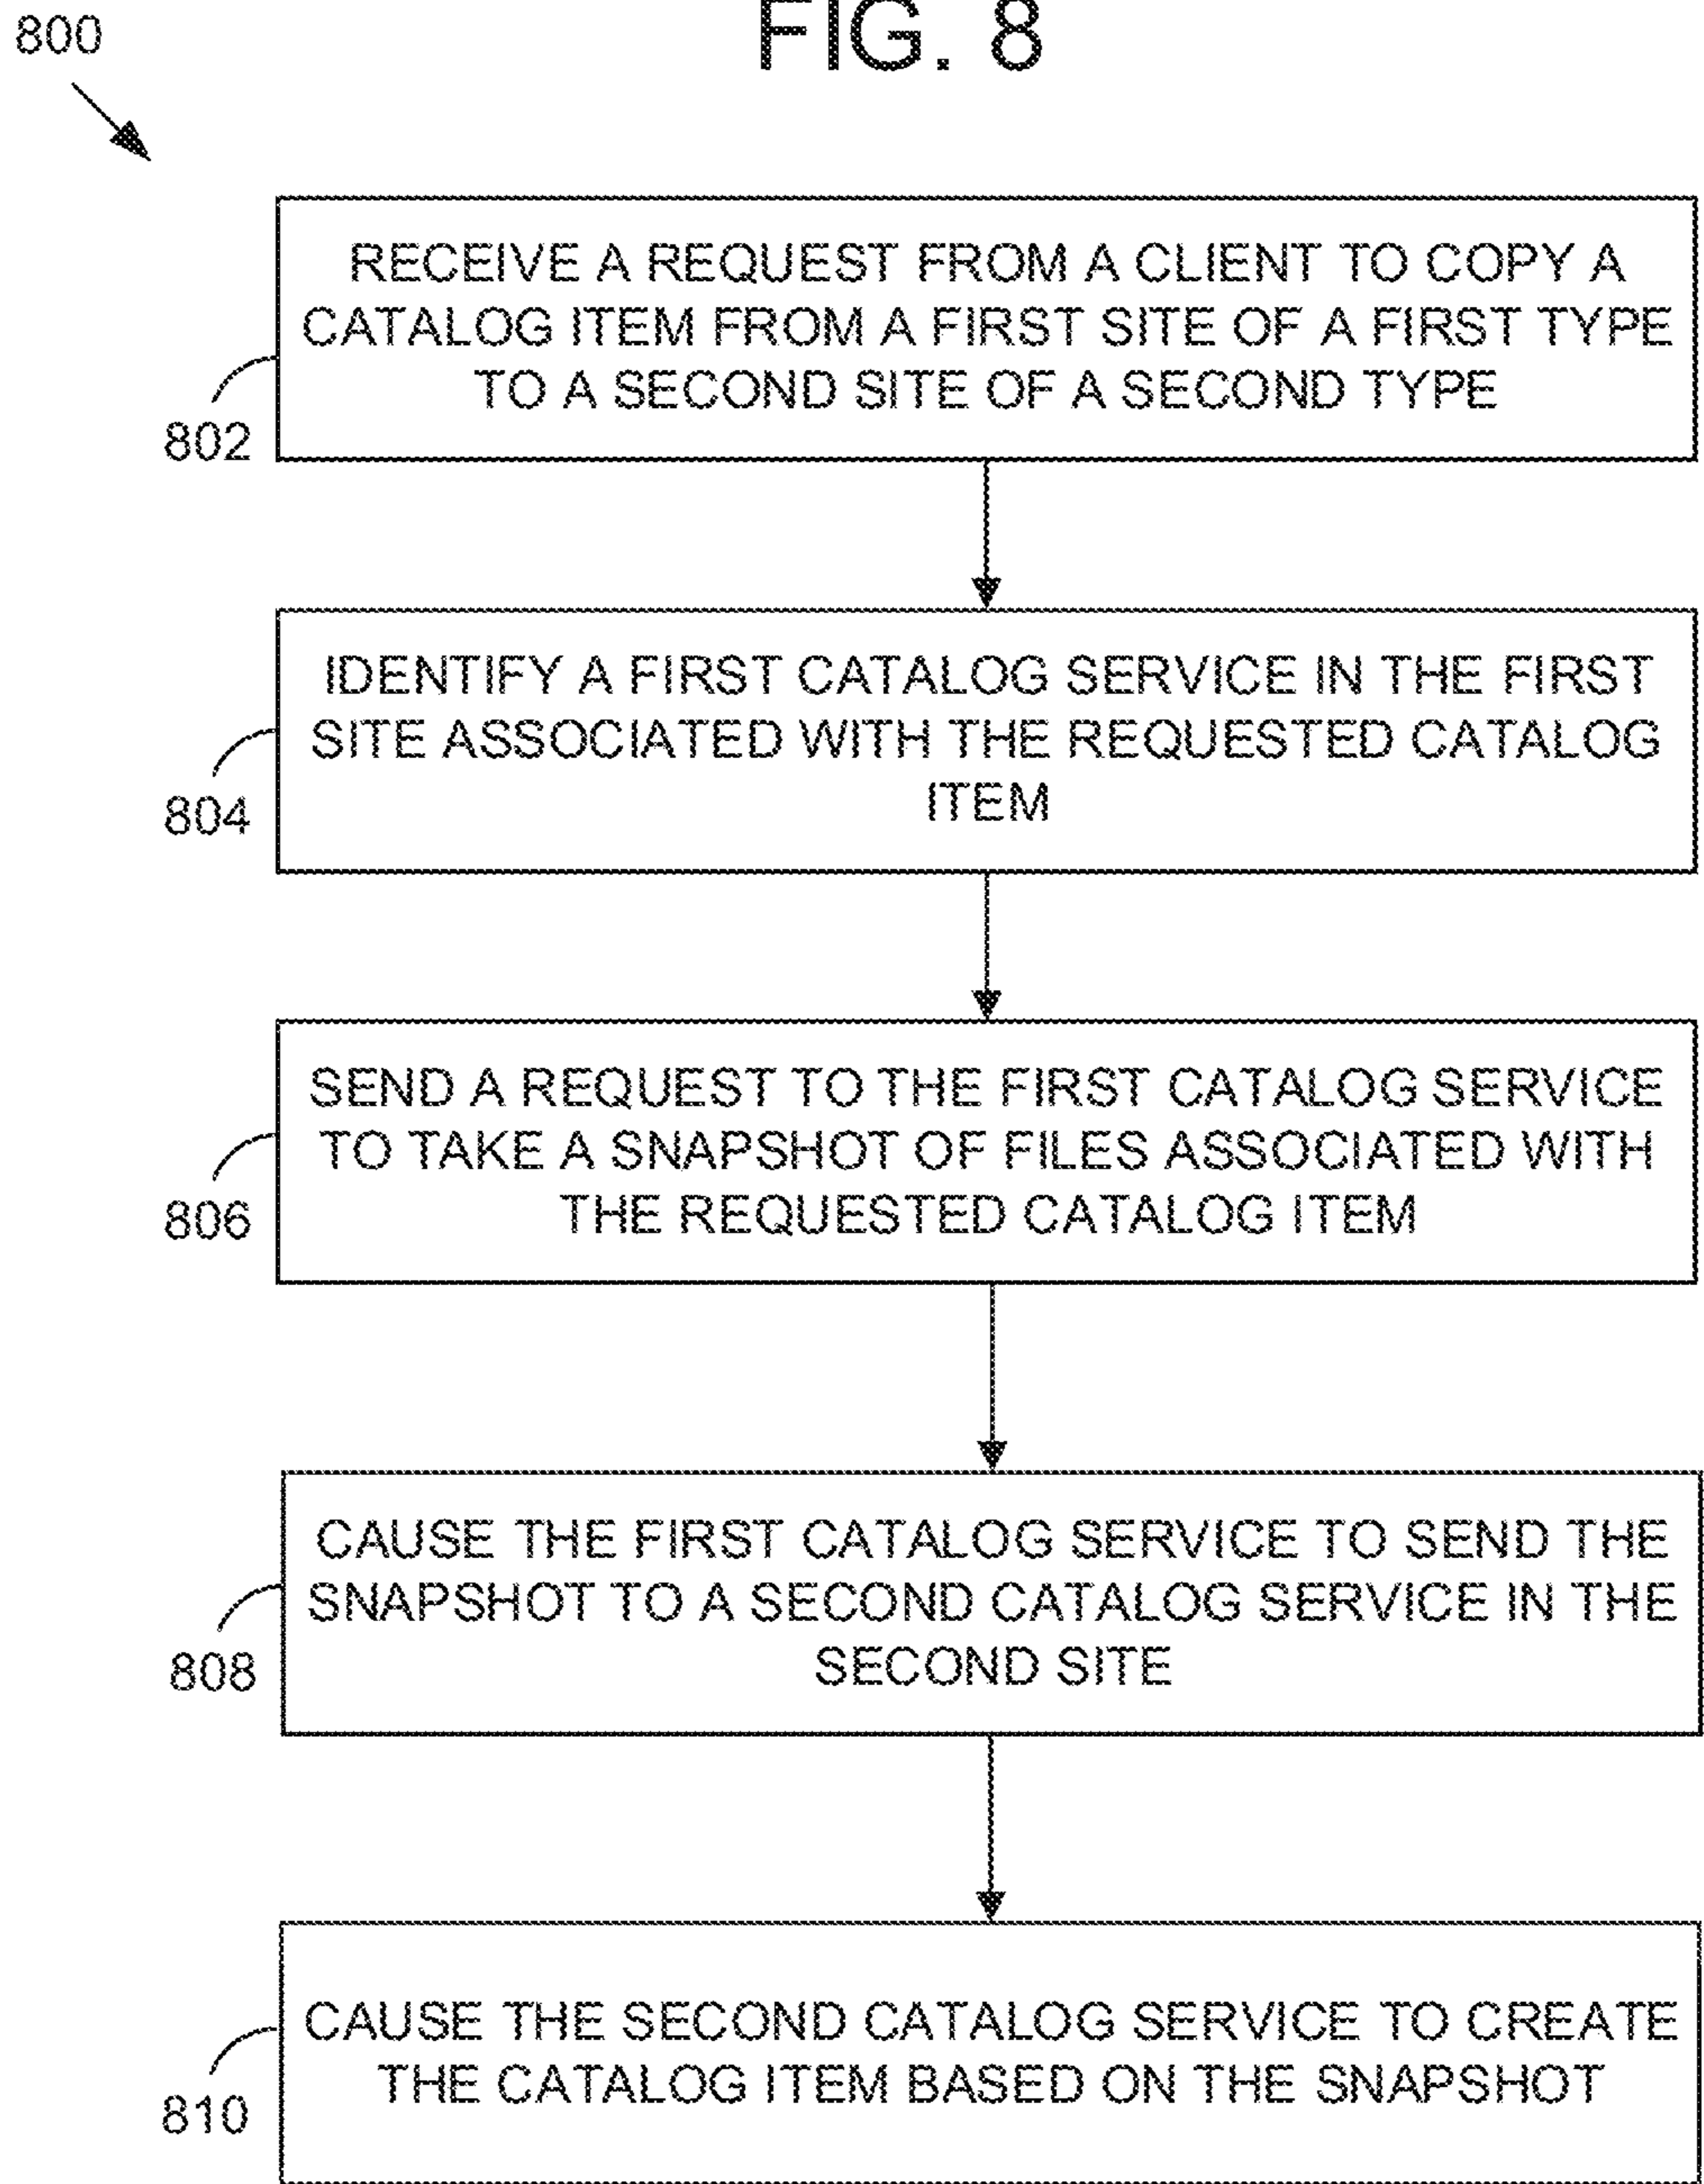 FIG. 8
800
RECEIVE A REQUEST FROM A CLIENT TO COPY A
CATALOG ITEM FROM A FIRST SITE OF A FIRST TYPE
TO A SECOND SITE OF A SECOND TYPE
802
IDENTIFY A FIRST CATALOG SERVICE IN THE FIRST
SITE ASSOCIATED WITH THE REQUESTED CATALOG
ITEM
804
SEND A REQUEST TO THE FIRST CATALOG SERVICE
TO TAKE A SNAPSHOT OF FILES ASSOCIATED WITH
THE REQUESTED CATALOG ITEM
806
CAUSE THE FIRST CATALOG SERVICE TO SEND THE
SNAPSHOT TO A SECOND CATALOG SERVICE IN THE
SECOND SITE
808
CAUSE THE SECOND CATALOG SERVICE TO CREATE
THE CATALOG ITEM BASED ON THE SNAPSHOT
810